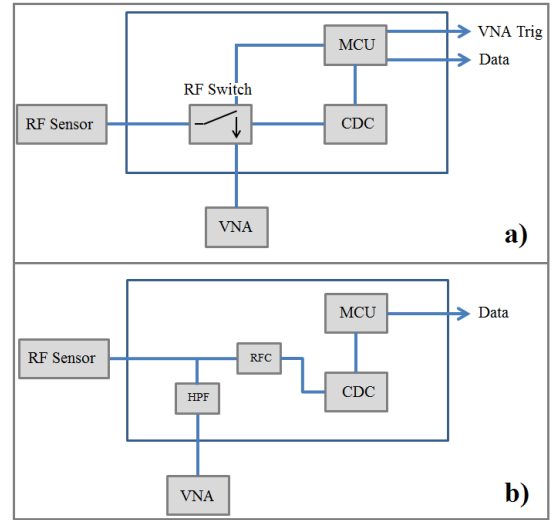 VNA Trig
MCU
Data
RF Switch
RF Sensor
CDC
VNA
a)
MCU
Data
RF Sensor
RFC
CDC
HPF
VNA
b)